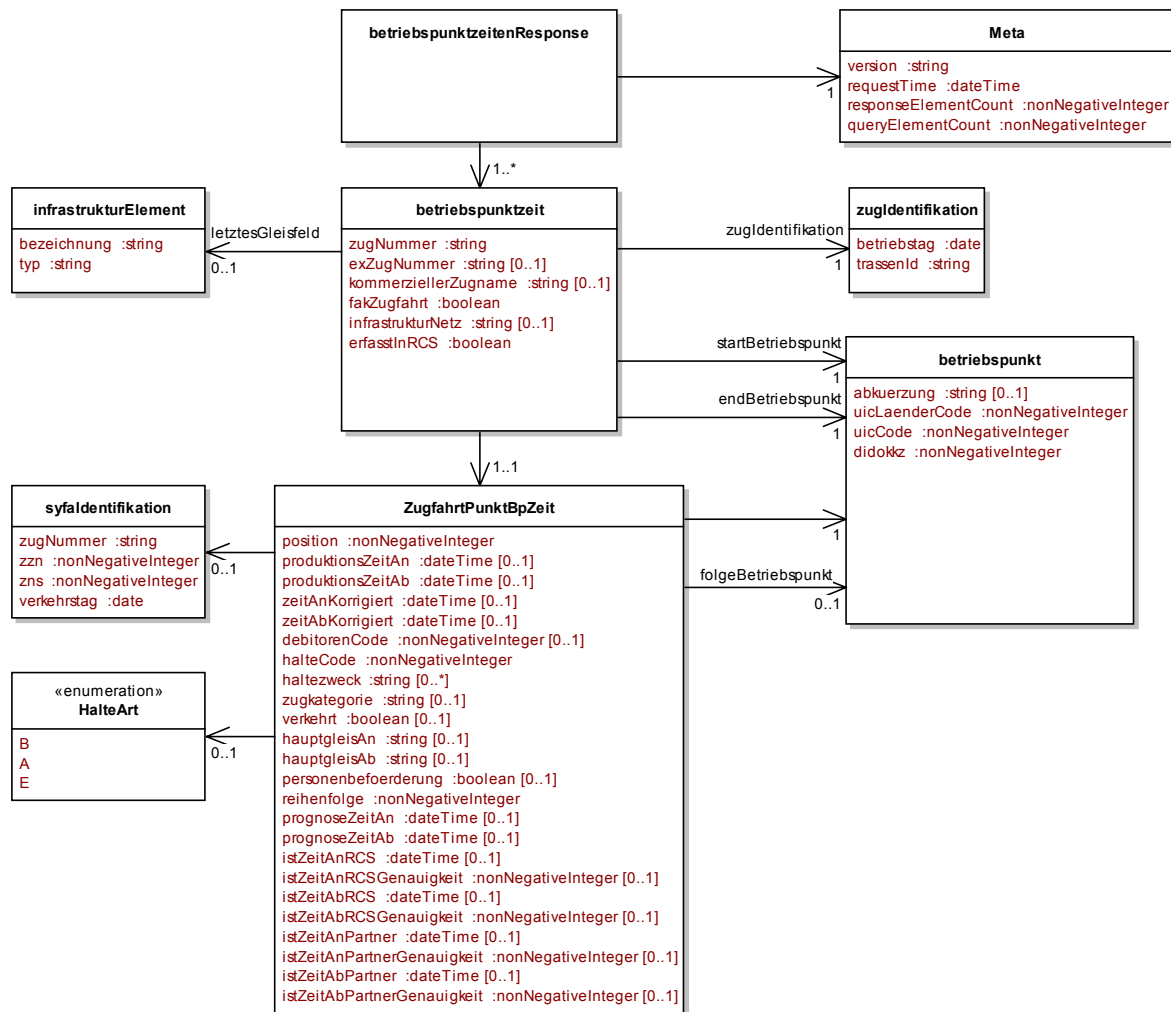 betriebspunktzeitenResponse
Meta
version :string
requestTime :dateTime
responseElementCount :nonNegativeInteger
queryElementCount :nonNegativeInteger
1
1..*
infrastrukturElement
bezeichnung :string
typ :string
letztesGleisfeld
0..1
betriebspunktzeit
zugNummer :string
exZugNummer :string [0..1]
kommerziellerZugname :string [0..1]
fakZugfahrt :boolean
infrastrukturNetz :string [0..1]
erfasstInRCS :boolean
zugIdentifikation
1
zugIdentifikation
betriebstag :date
trassenId :string
startBetriebspunkt
1
endBetriebspunkt
1
betriebspunkt
abkuerzung :string [0..1]
uicLaenderCode :nonNegativeInteger
uicCode :nonNegativeInteger
didokkz :nonNegativeInteger
1..1
syfaIdentifikation
zugNummer :string
zzn :nonNegativeInteger
zns :nonNegativeInteger
verkehrstag :date
0..1
«enumeration»
HalteArt
B
A
E
0..1
ZugfahrtPunktBpZeit
position :nonNegativeInteger
produktionsZeitAn :dateTime [0..1]
produktionsZeitAb :dateTime [0..1]
zeitAnKorrigiert :dateTime [0..1]
zeitAbKorrigiert :dateTime [0..1]
debitorenCode :nonNegativeInteger [0..1]
halteCode :nonNegativeInteger
haltezweck :string [0..*]
zugkategorie :string [0..1]
verkehrt :boolean [0..1]
hauptgleisAn :string [0..1]
hauptgleisAb :string [0..1]
personenbefoerderung :boolean [0..1]
reihenfolge :nonNegativeInteger
prognoseZeitAn :dateTime [0..1]
prognoseZeitAb :dateTime [0..1]
istZeitAnRCS :dateTime [0..1]
istZeitAnRCSGenauigkeit :nonNegativeInteger [0..1]
istZeitAbRCS :dateTime [0..1]
istZeitAbRCSGenauigkeit :nonNegativeInteger [0..1]
istZeitAnPartner :dateTime [0..1]
istZeitAnPartnerGenauigkeit :nonNegativeInteger [0..1]
istZeitAbPartner :dateTime [0..1]
istZeitAbPartnerGenauigkeit :nonNegativeInteger [0..1]
1
folgeBetriebspunkt
0..1